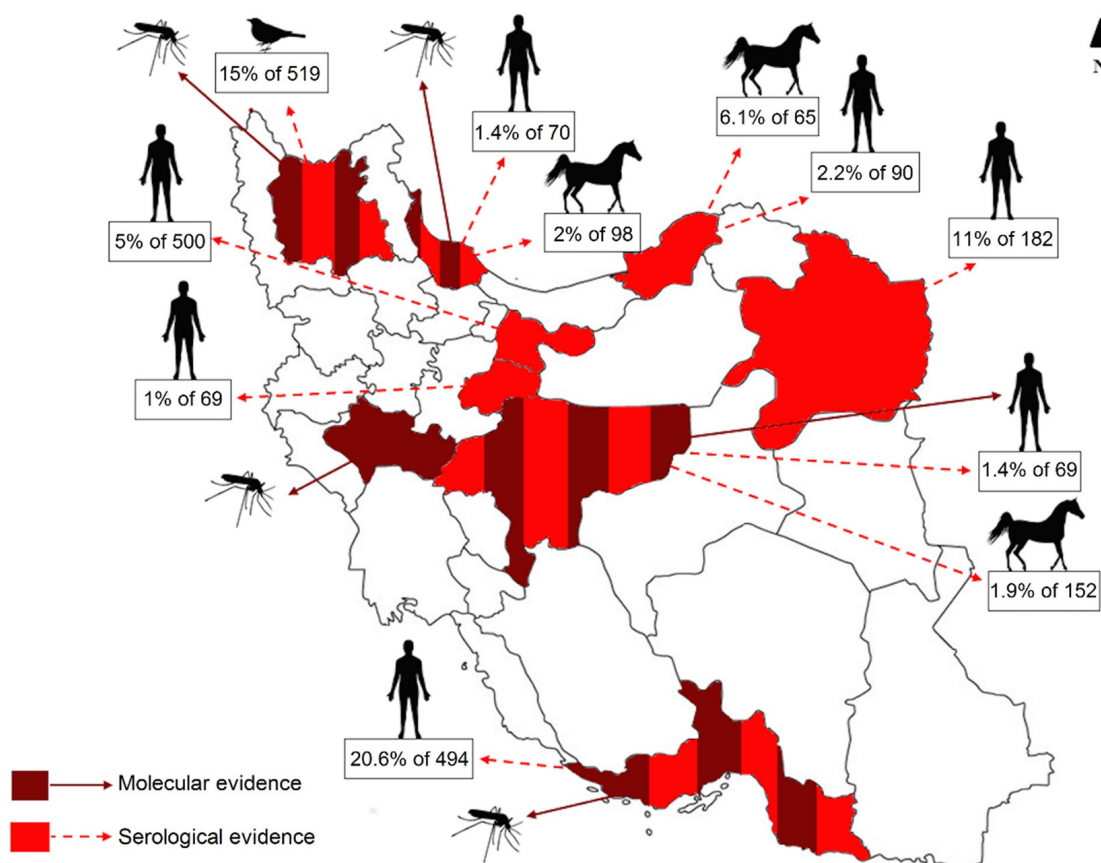 N
15% of 519
1.4% of 70
6.1% of 65
2.2% of 90
5% of 500
2% of 98
11% of 182
1% of 69
1.4% of 69
1.9% of 152
20.6% of 494
Molecular evidence
Serological evidence